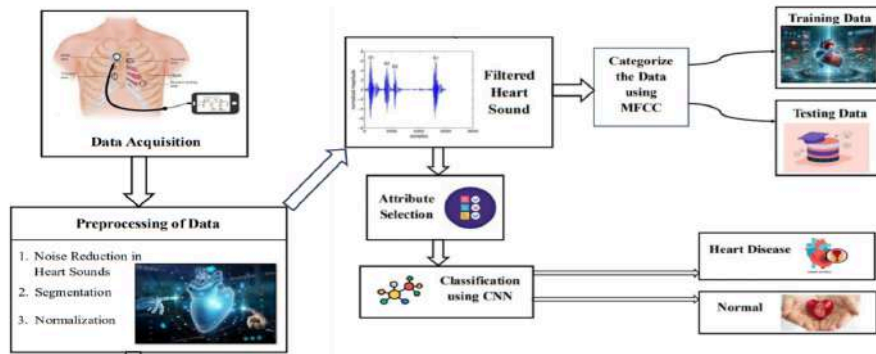 Data Acquisition
Preprocessing of Data
1. Noise Reduction in
Heart Sounds
2. Segmentation
3. Normalization
Filtered
Heart
Sound
Categorize
the Data
using
MFCC
Training Data
Testing Data
Attribute
Selection
Classification
using CNN
Heart Disease
Normal